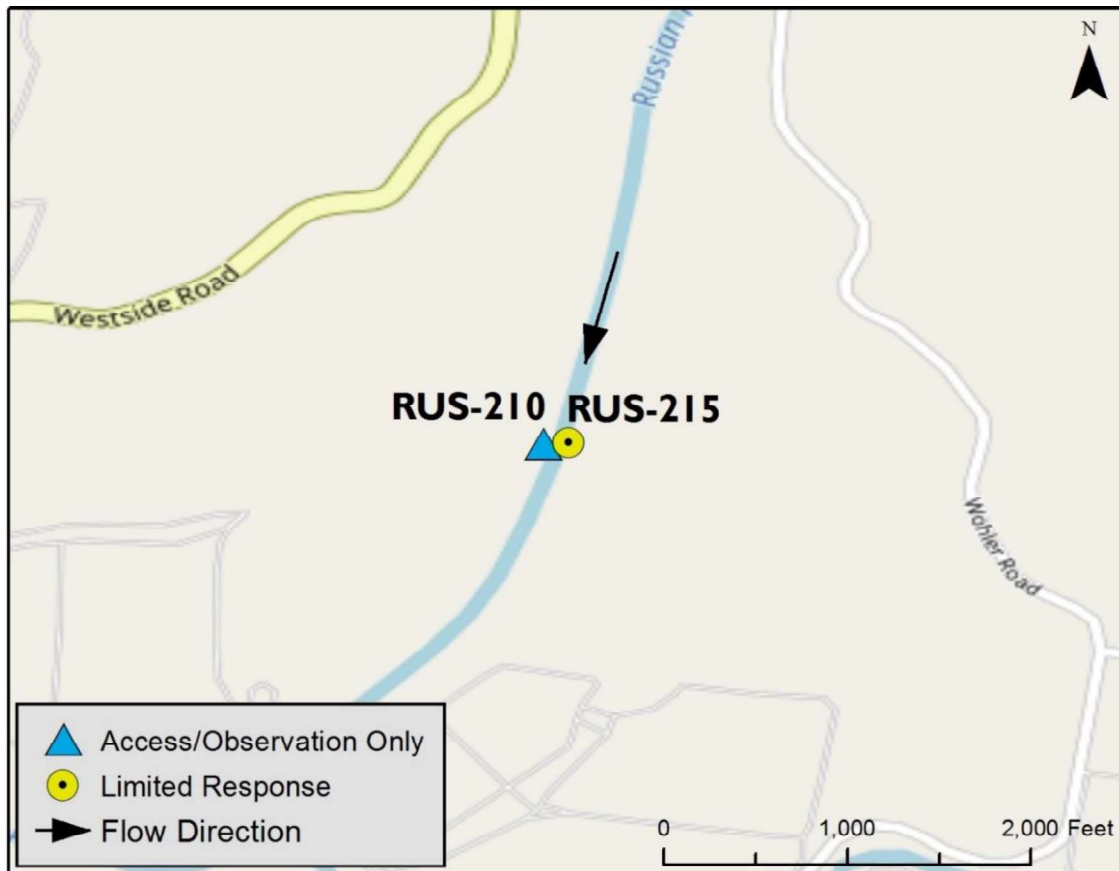 N
Russian
Westside Road
RUS-210 RUS-215
Wohler Road
Access/Observation Only
Limited Response
Flow Direction
0 1,000 2,000 Feet